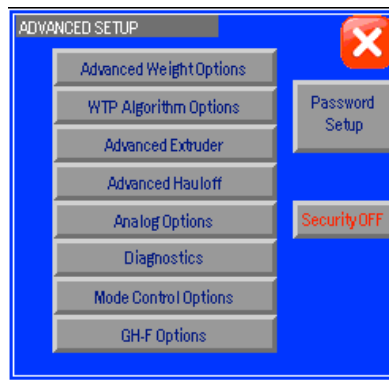 ADVANCED SETUP
Advanced Weight Options
WTP Algorithm Options
Advanced Extruder
Advanced Hauloff
Analog Options
Diagnostics
Mode Control Options
GH-F Options
Password
Setup
Security OFF